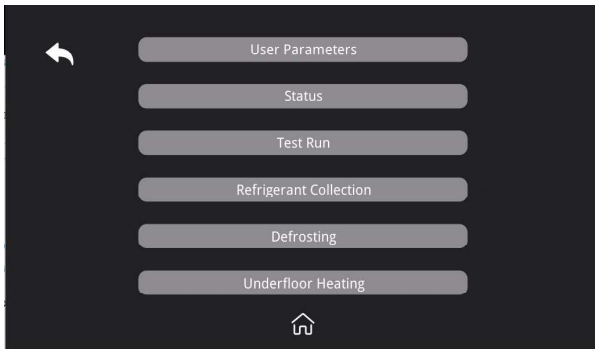 User Parameters
Status
Test Run
Refrigerant Collection
Defrosting
Underfloor Heating